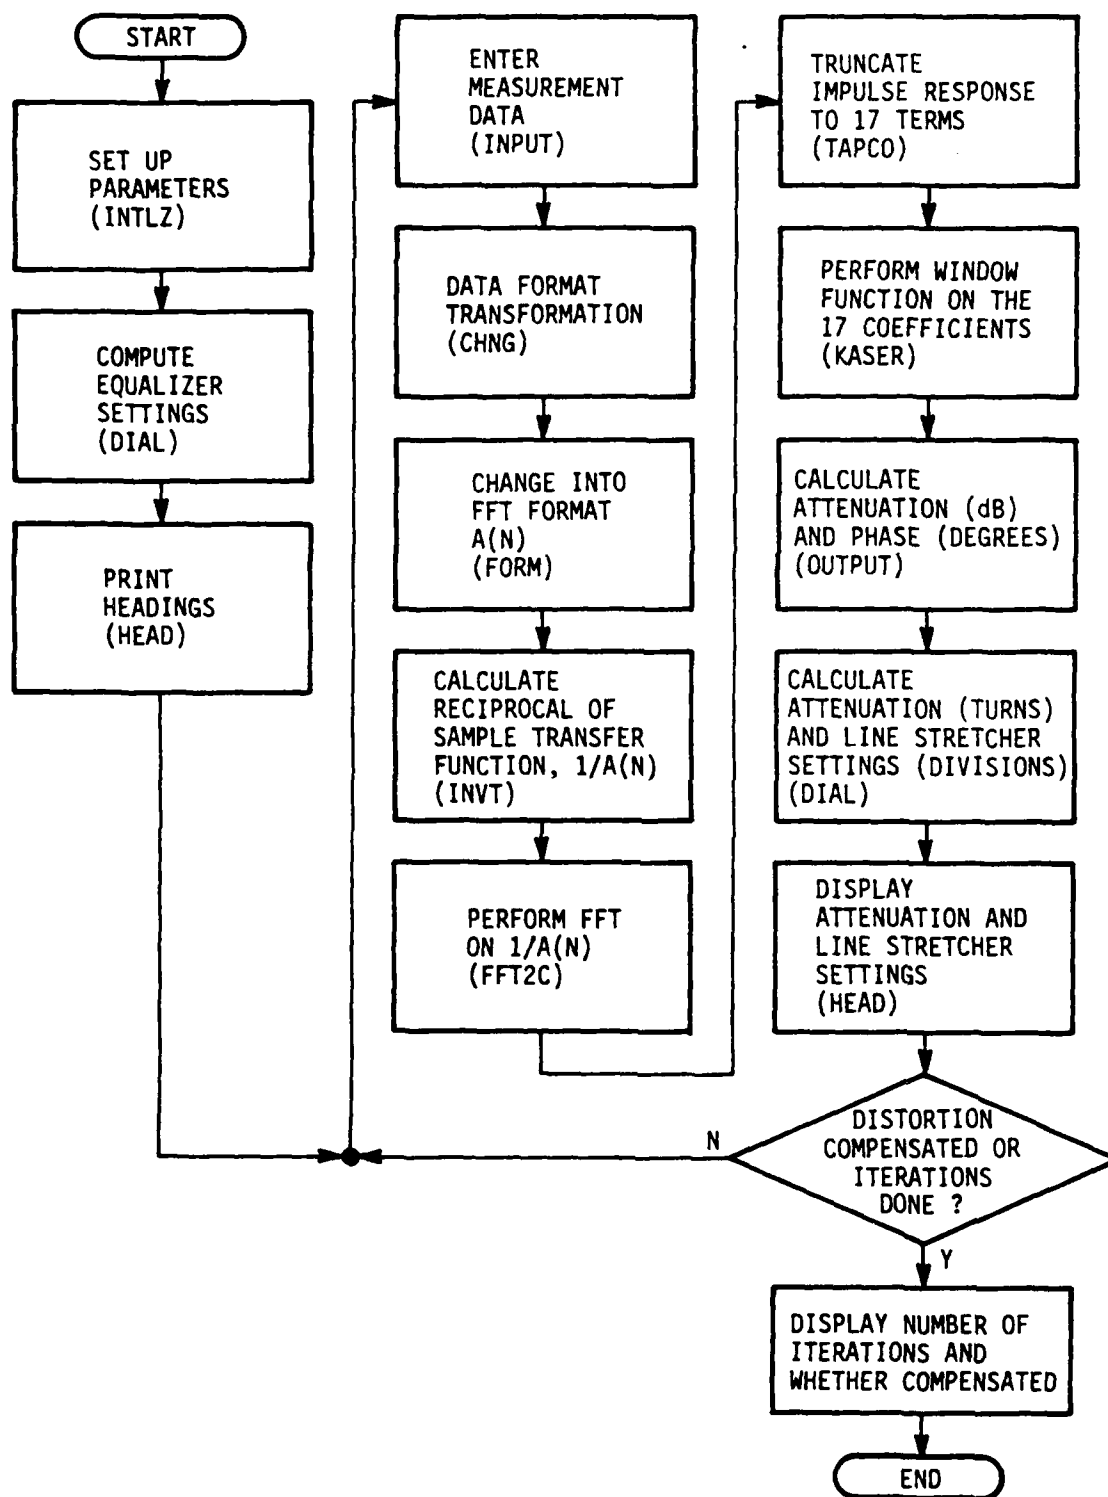 START
SET UP
PARAMETERS
(INTLZ)
COMPUTE
EQUALIZER
SETTINGS
(DIAL)
PRINT
HEADINGS
(HEAD)
ENTER
MEASUREMENT
DATA
(INPUT)
DATA FORMAT
TRANSFORMATION
(CHNG)
CHANGE INTO
FFT FORMAT
A(N)
(FORM)
CALCULATE
RECIPROCAL OF
SAMPLE TRANSFER
FUNCTION, 1/A(N)
(INVT)
PERFORM FFT
ON 1/A(N)
(FFT2C)
TRUNCATE
IMPULSE RESPONSE
TO 17 TERMS
(TAPCO)
PERFORM WINDOW
FUNCTION ON THE
17 COEFFICIENTS
(KASER)
CALCULATE
ATTENUATION (dB)
AND PHASE (DEGREES)
(OUTPUT)
CALCULATE
ATTENUATION (TURNS)
AND LINE STRETCHER
SETTINGS (DIVISIONS)
(DIAL)
DISPLAY
ATTENUATION AND
LINE STRETCHER
SETTINGS
(HEAD)
DISTORTION
COMPENSATED OR
ITERATIONS
DONE ?
N
Y
DISPLAY NUMBER OF
ITERATIONS AND
WHETHER COMPENSATED
END